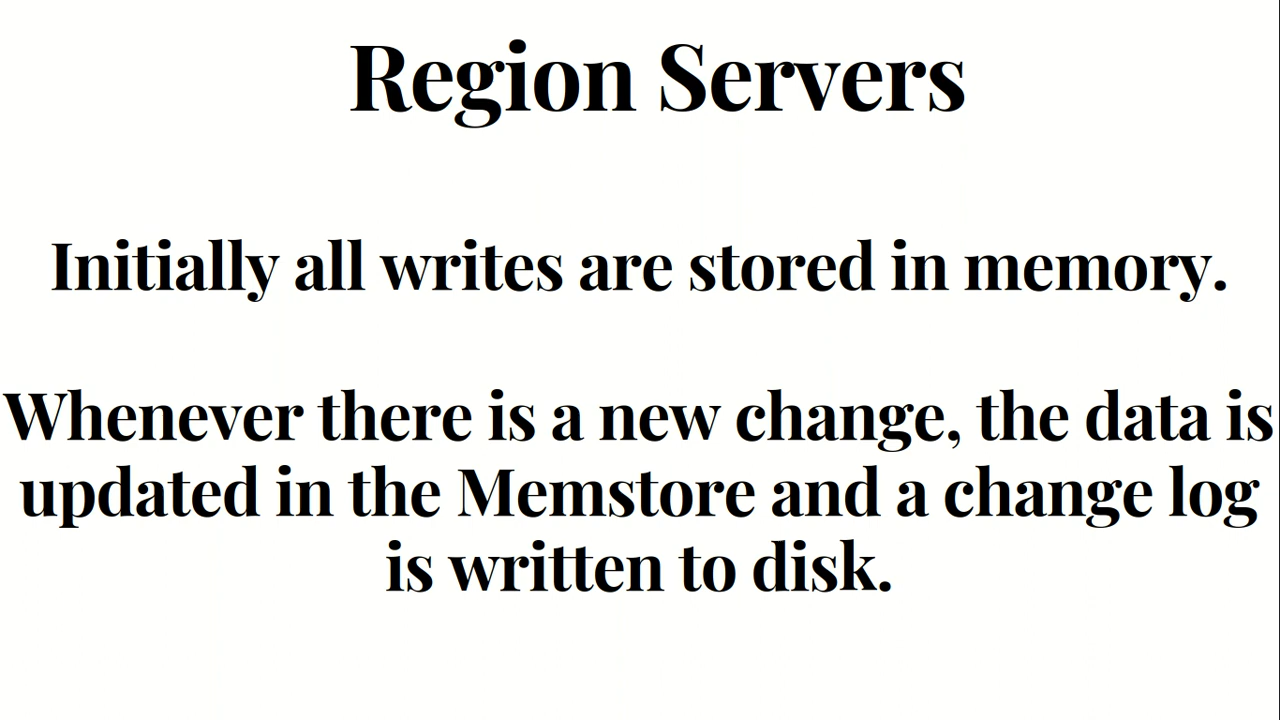 Region Servers
Initially all writes are stored in memory.
Whenever there is a new change, the data is
updated in the Memstore and a change log
is written to disk.